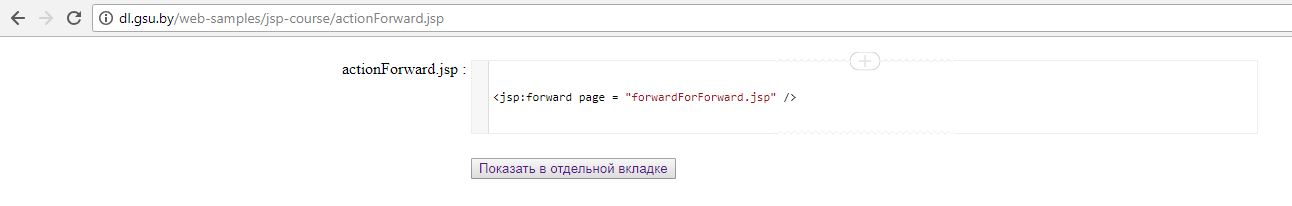 dl.gsu.by/web-samples/jsp-course/actionForward.jsp
actionForward.jsp :
<jsp:forward page = "forwardForForward.jsp" />
Показать в отдельной вкладке